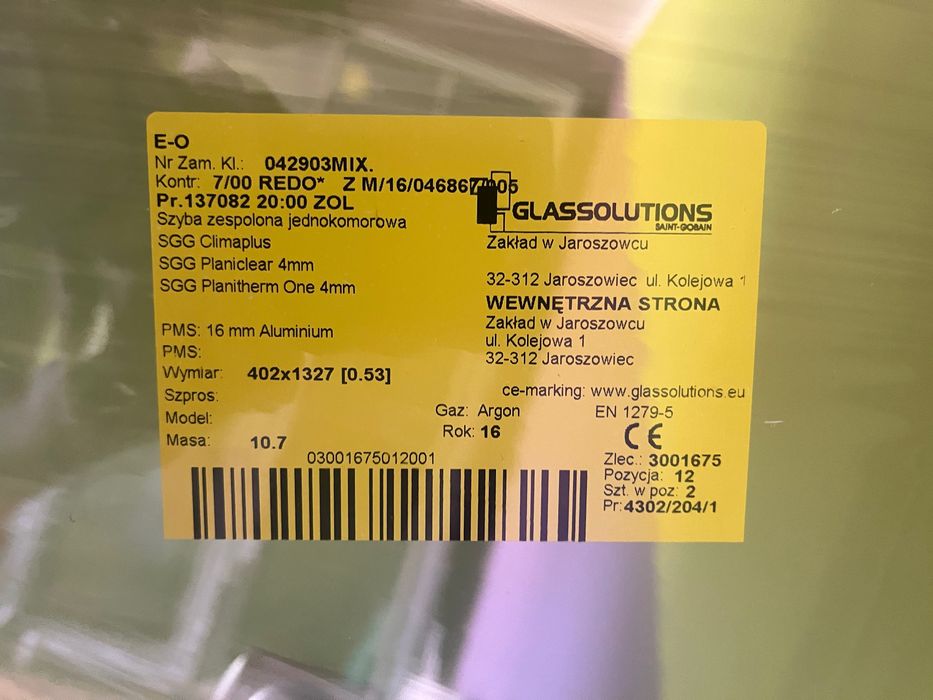 E-O
Nr Zam. Kl.: 042903MIX.
Kontr: 7/00 REDO* Z M/16/046867/005
Pr.137082 20:00 ZOL
Szyba zespolona jednokomorowa
SGG Climaplus
SGG Planiclear 4mm
SGG Planitherm One 4mm
PMS: 16 mm Aluminium
PMS:
Wymiar: 402x1327 [0.53]
Szpros:
Model:
Masa: 10.7
GLASSOLUTIONS
SAINT-GOBAIN
Zakład w Jaroszowcu
32-312 Jaroszowiec ul. Kolejowa 1
WEWNĘTRZNA STRONA
Zakład w Jaroszowcu
ul. Kolejowa 1
32-312 Jaroszowiec
ce-marking: www.glassolutions.eu
Gaz: Argon EN 1279-5
Rok: 16 CE
03001675012001
Zlec.: 3001675
Pozycja: 12
Szt. w poz: 2
Pr:4302/204/1